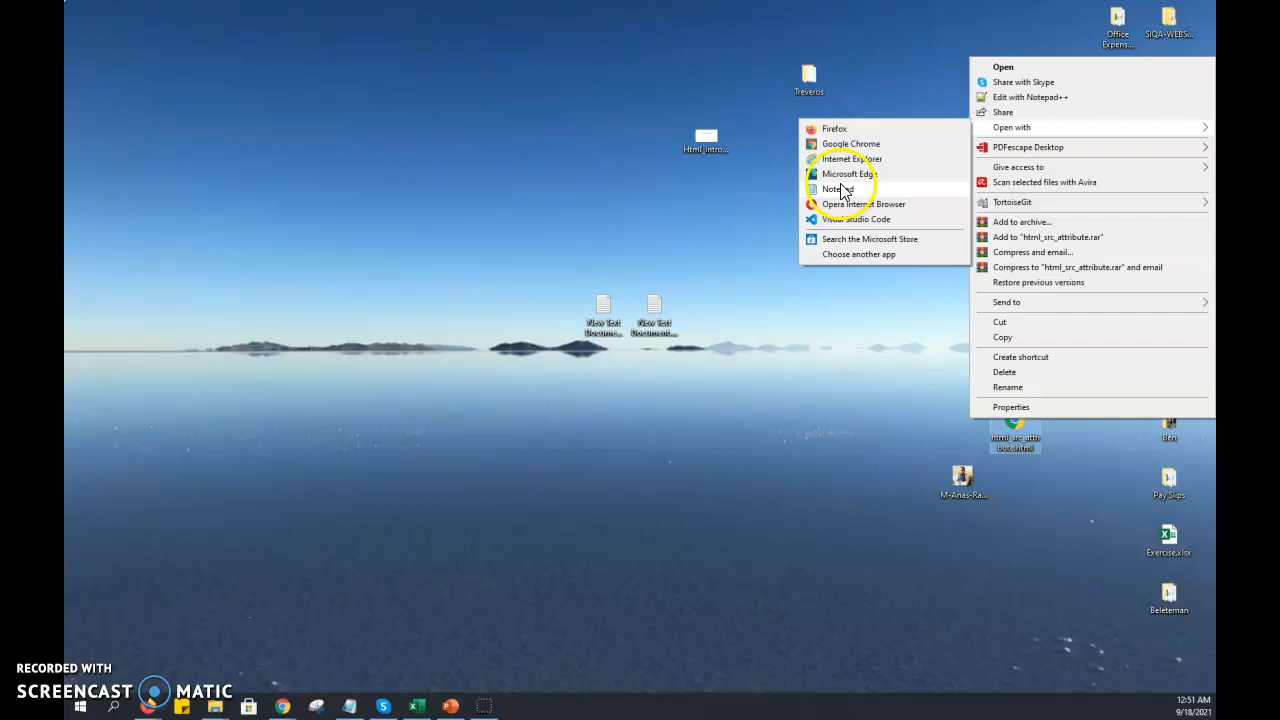 Office
Expens...
SIQA-WEBS...
Treveros
Html_Intro...
Open
Share with Skype
Edit with Notepad++
Share
Open with
PDFescape Desktop
Give access to
Scan selected files with Avira
TortoiseGit
Add to archive...
Add to "html_src_attribute.rar"
Compress and email...
Compress to "html_src_attribute.rar" and email
Restore previous versions
Send to
Cut
Copy
Create shortcut
Delete
Rename
Properties
Firefox
Google Chrome
Internet Explorer
Microsoft Edge
Notepad
Opera Internet Browser
Visual Studio Code
Search the Microsoft Store
Choose another app
New Text
Docume...
New Text
Document...
html_src_attri
bute.html
Ben
M-Anas-Ra...
Pay Slips
Exercise.xlsx
Beleteman
RECORDED WITH
SCREENCAST MATIC
12:51 AM
9/18/2021